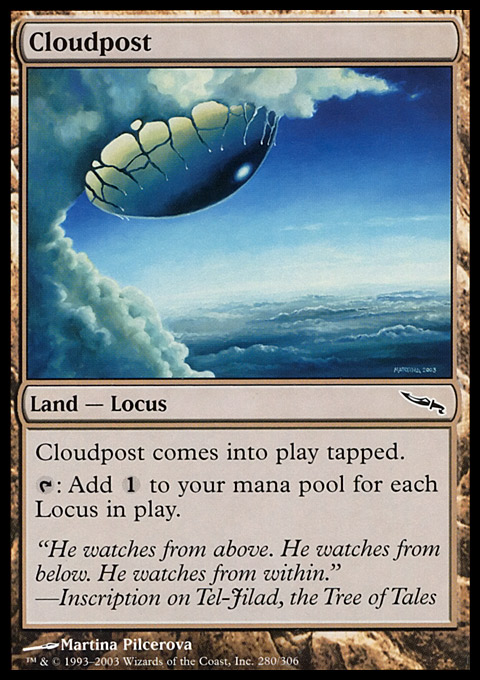 Cloudpost
Land — Locus
Cloudpost comes into play tapped.
: Add 1 to your mana pool for each
Locus in play.
“He watches from above. He watches from
below. He watches from within.”
—Inscription on Tel-Jilad, the Tree of Tales
Martina Pilcerova
™ & © 1993–2003 Wizards of the Coast, Inc. 280/306